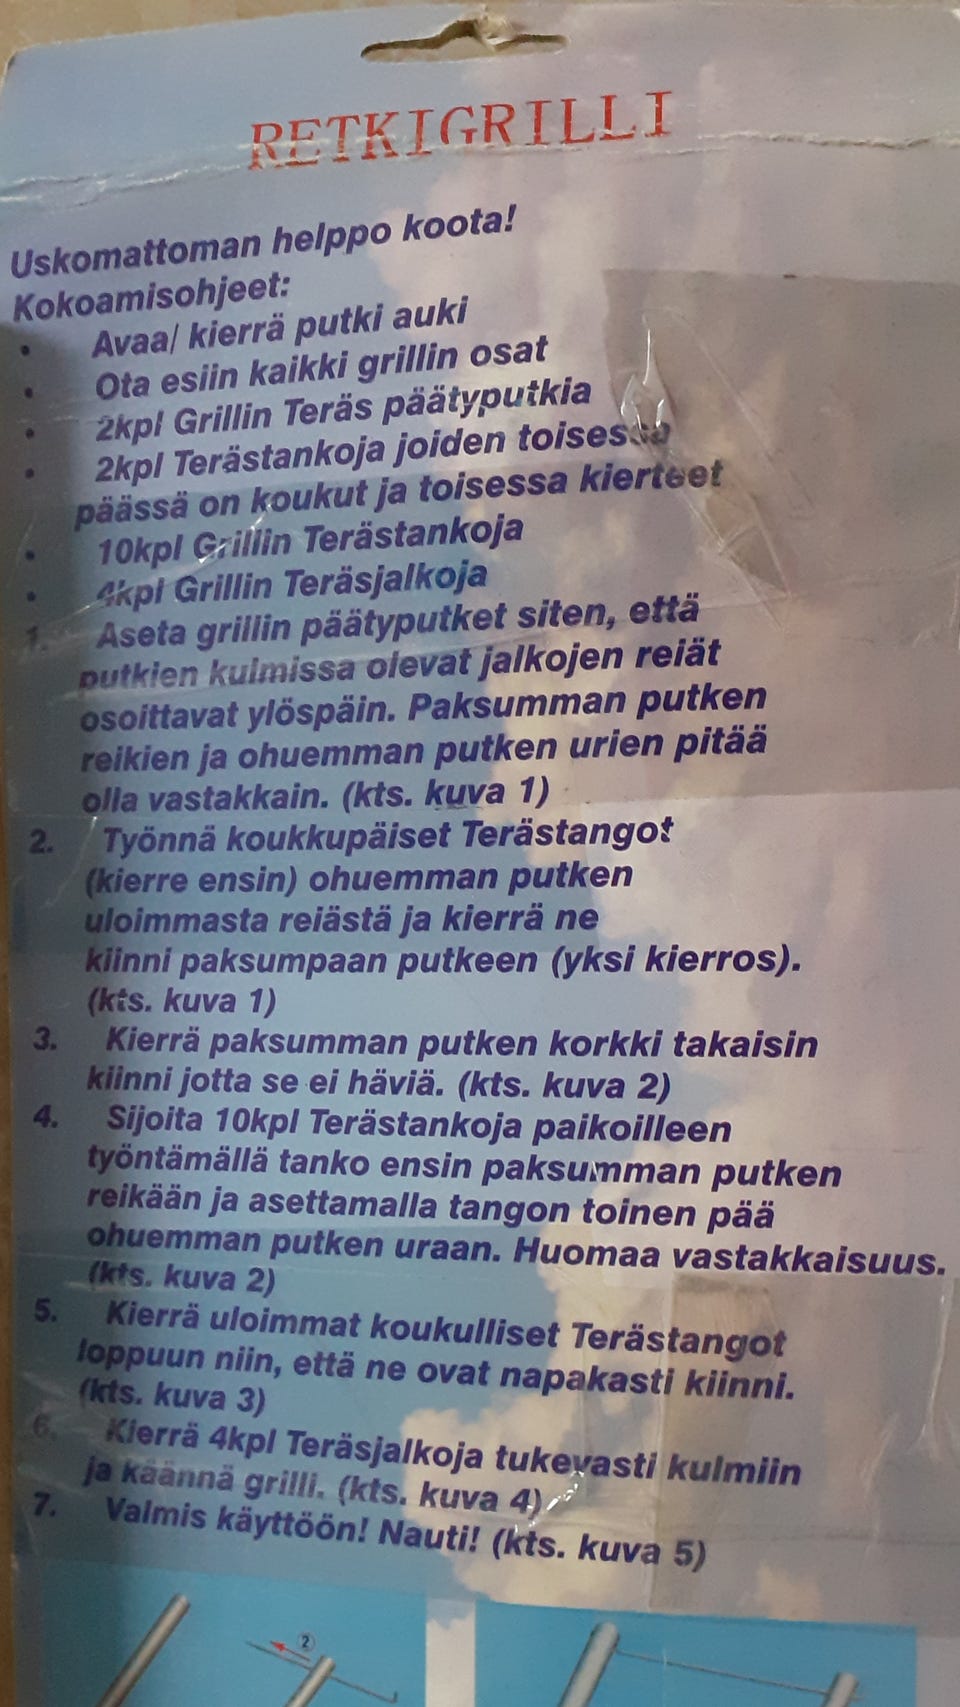 RETKIGRILLI
Uskomattoman helppo koota!
Kokoamisohjeet:
• Avaa/ kierrä putki auki
• Ota esiin kaikki grillin osat
• 2kpl Grillin Teräs päätyputkia
• 2kpl Terästankoja joiden toisessa
päässä on koukut ja toisessa kierteet
• 10kpl Grillin Terästankoja
• 4kpl Grillin Teräsjalkoja
1. Aseta grillin päätyputket siten, että
putkien kulmissa olevat jalkojen reiät
osoittavat ylöspäin. Paksumman putken
reikien ja ohuemman putken urien pitää
olla vastakkain. (kts. kuva 1)
2. Työnnä koukkupäiset Terästangot
(kierre ensin) ohuemman putken
uloimmasta reiästä ja kierrä ne
kiinni paksumpaan putkeen (yksi kierros).
(kts. kuva 1)
3. Kierrä paksumman putken korkki takaisin
kiinni jotta se ei häviä. (kts. kuva 2)
4. Sijoita 10kpl Terästankoja paikoilleen
työntämällä tanko ensin paksumman putken
reikään ja asettamalla tangon toinen pää
ohuemman putken uraan. Huomaa vastakkaisuus.
(kts. kuva 2)
5. Kierrä uloimmat koukulliset Terästangot
loppuun niin, että ne ovat napakasti kiinni.
(kts. kuva 3)
6. Kierrä 4kpl Teräsjalkoja tukevasti kulmiin
ja käännä grilli. (kts. kuva 4)
7. Valmis käyttöön! Nauti! (kts. kuva 5)
2